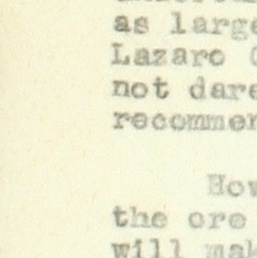 as large
Lazaro
not dare
recommen
How
the ore
will mak